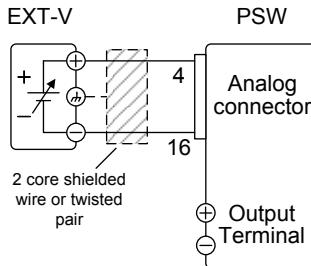 EXT-V
PSW
4
16
Analog
connector
2 core shielded
wire or twisted
pair
Output
Terminal